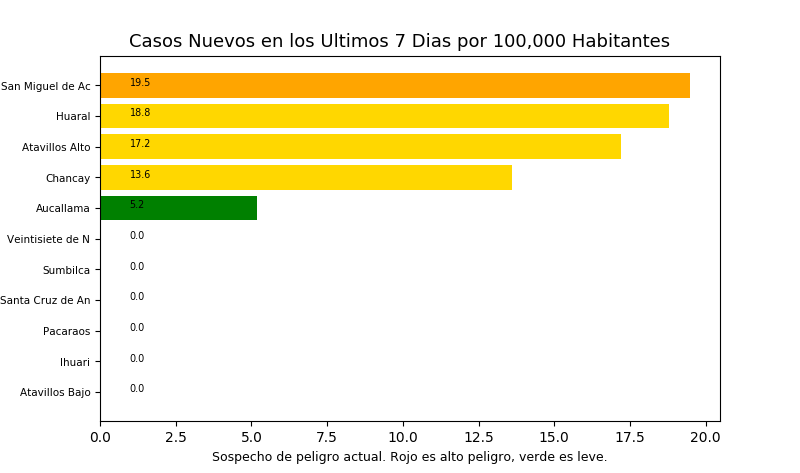 Casos Nuevos en los Ultimos 7 Dias por 100,000 Habitantes
San Miguel de Ac 19.5
Huaral 18.8
Atavillos Alto 17.2
Chancay 13.6
Aucallama 5.2
Veintisiete de N 0.0
Sumbilca 0.0
Santa Cruz de An 0.0
Pacaraos 0.0
Ihuari 0.0
Atavillos Bajo 0.0
0.0 2.5 5.0 7.5 10.0 12.5 15.0 17.5 20.0
Sospecho de peligro actual. Rojo es alto peligro, verde es leve.